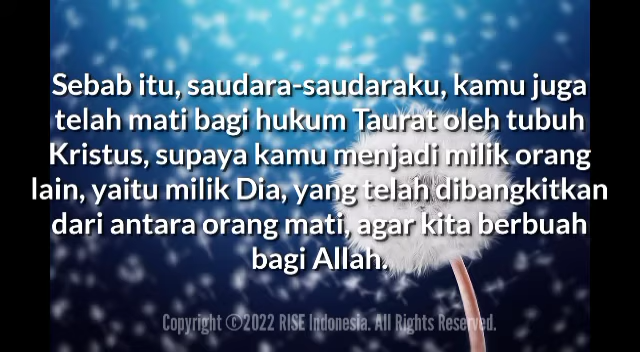 Sebab itu, saudara-saudaraku, kamu juga
telah mati bagi hukum Taurat oleh tubuh
Kristus, supaya kamu menjadi milik orang
lain, yaitu milik Dia, yang telah dibangkitkan
dari antara orang mati, agar kita berbuah
bagi Allah.
Copyright ©2022 RISE Indonesia. All Rights Reserved.